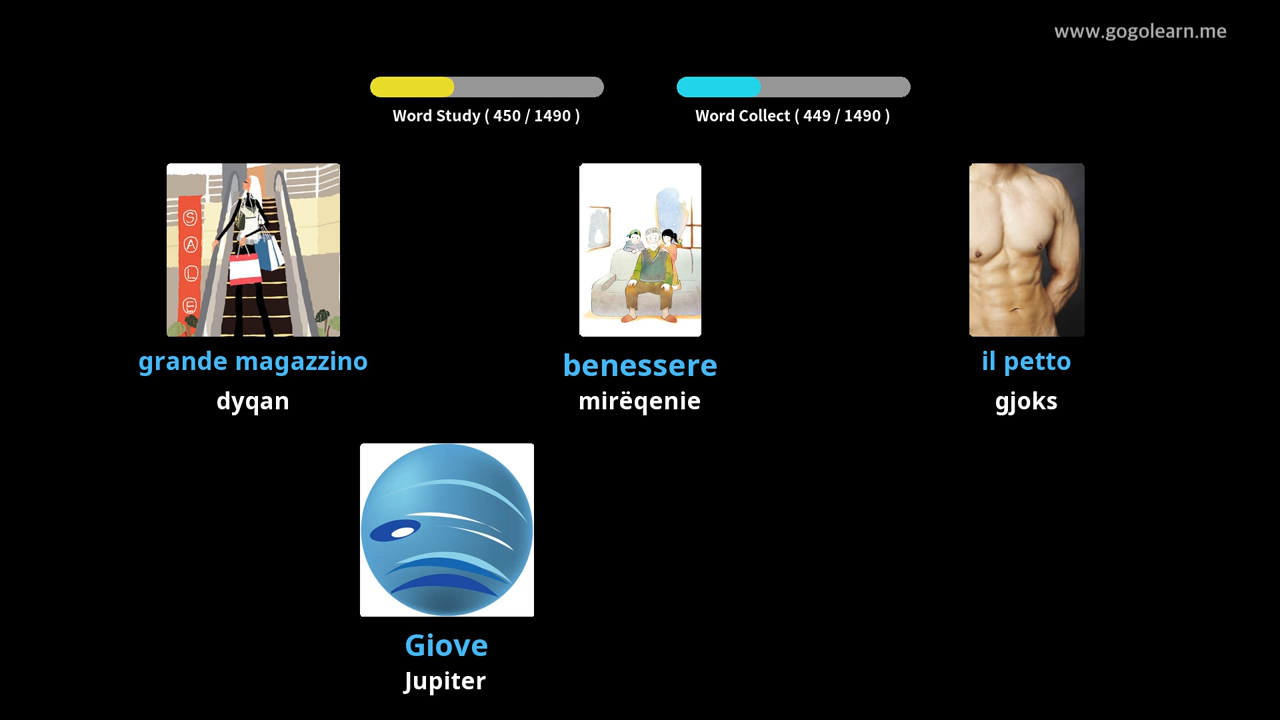 www.gogolearn.me
Word Study ( 450 / 1490 )
Word Collect ( 449 / 1490 )
S
A
L
E
grande magazzino
benessere
il petto
dyqan
mirëqenie
gjoks
Giove
Jupiter